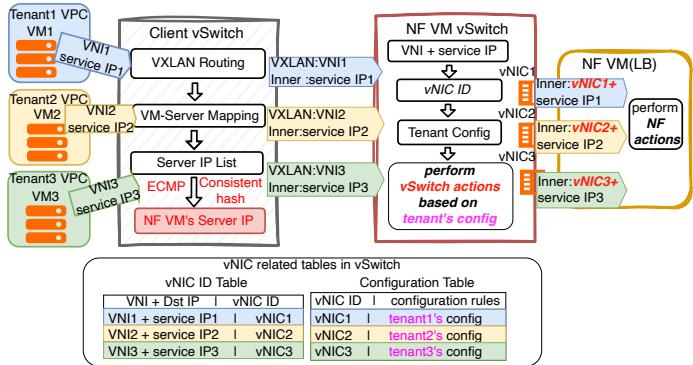 Tenant1 VPC
VM1
VNI1
service IP1
Tenant2 VPC
VM2
VNI2
service IP2
Tenant3 VPC
VM3
VNI3
service IP3
Client vSwitch
VXLAN Routing
VM-Server Mapping
Server IP List
ECMP
Consistent
hash
NF VM's Server IP
VXLAN:VNI1
Inner :service IP1
VXLAN:VNI2
Inner:service IP2
VXLAN:VNI3
Inner:service IP3
NF VM vSwitch
VNI + service IP
vNIC ID
Tenant Config
perform
vSwitch actions
based on
tenant's config
vNIC1
vNIC2
vNIC3
NF VM(LB)
Inner:vNIC1+
service IP1
Inner:vNIC2+
service IP2
Inner:vNIC3+
service IP3
perform
NF
actions
vNIC related tables in vSwitch
vNIC ID Table
VNI + Dst IP | vNIC ID
VNI1 + service IP1 | vNIC1
VNI2 + service IP2 | vNIC2
VNI3 + service IP3 | vNIC3
Configuration Table
vNIC ID | configuration rules
vNIC1 | tenant1's config
vNIC2 | tenant2's config
vNIC3 | tenant3's config